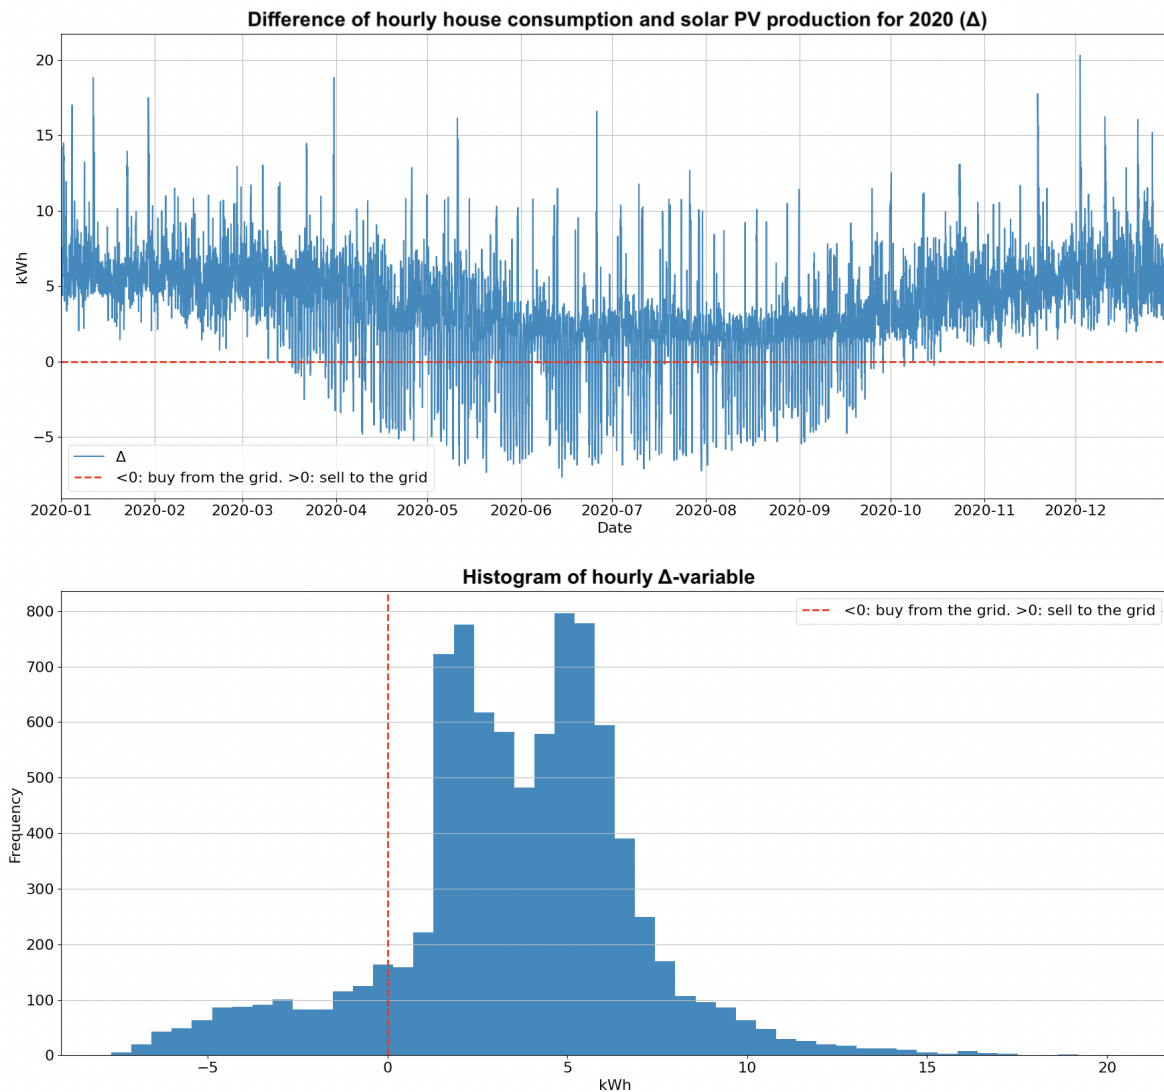 Difference of hourly house consumption and solar PV production for 2020 (Δ)
20
15
10
5
0
−5
kWh
Δ
<0: buy from the grid. >0: sell to the grid
2020-01 2020-02 2020-03 2020-04 2020-05 2020-06 2020-07 2020-08 2020-09 2020-10 2020-11 2020-12
Date
Histogram of hourly Δ-variable
<0: buy from the grid. >0: sell to the grid
800
700
600
500
400
300
200
100
0
Frequency
−5 0 5 10 15 20
kWh